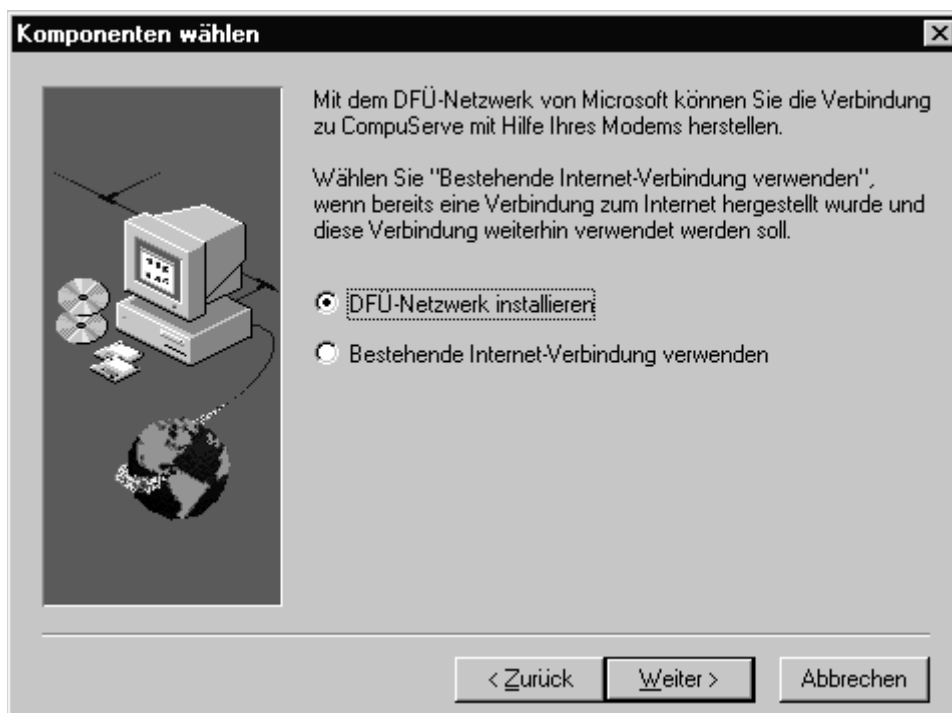 Komponenten wählen
Mit dem DFÜ-Netzwerk von Microsoft können Sie die Verbindung
zu CompuServe mit Hilfe Ihres Modems herstellen.
Wählen Sie "Bestehende Internet-Verbindung verwenden",
wenn bereits eine Verbindung zum Internet hergestellt wurde und
diese Verbindung weiterhin verwendet werden soll.
DFÜ-Netzwerk installieren
Bestehende Internet-Verbindung verwenden
< Zurück
Weiter >
Abbrechen